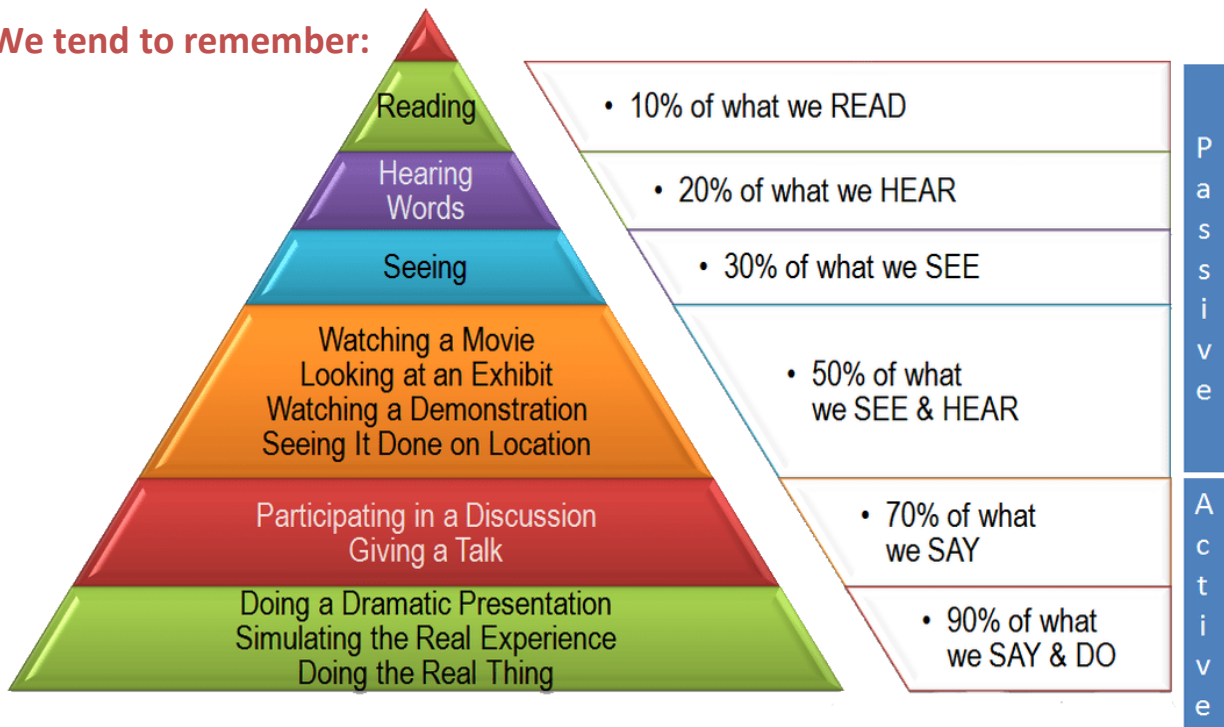 We tend to remember:
Reading
• 10% of what we READ
Hearing
Words
• 20% of what we HEAR
Seeing
• 30% of what we SEE
Watching a Movie
Looking at an Exhibit
Watching a Demonstration
Seeing It Done on Location
• 50% of what
we SEE & HEAR
Participating in a Discussion
Giving a Talk
• 70% of what
we SAY
Doing a Dramatic Presentation
Simulating the Real Experience
Doing the Real Thing
• 90% of what
we SAY & DO
Passive
Active